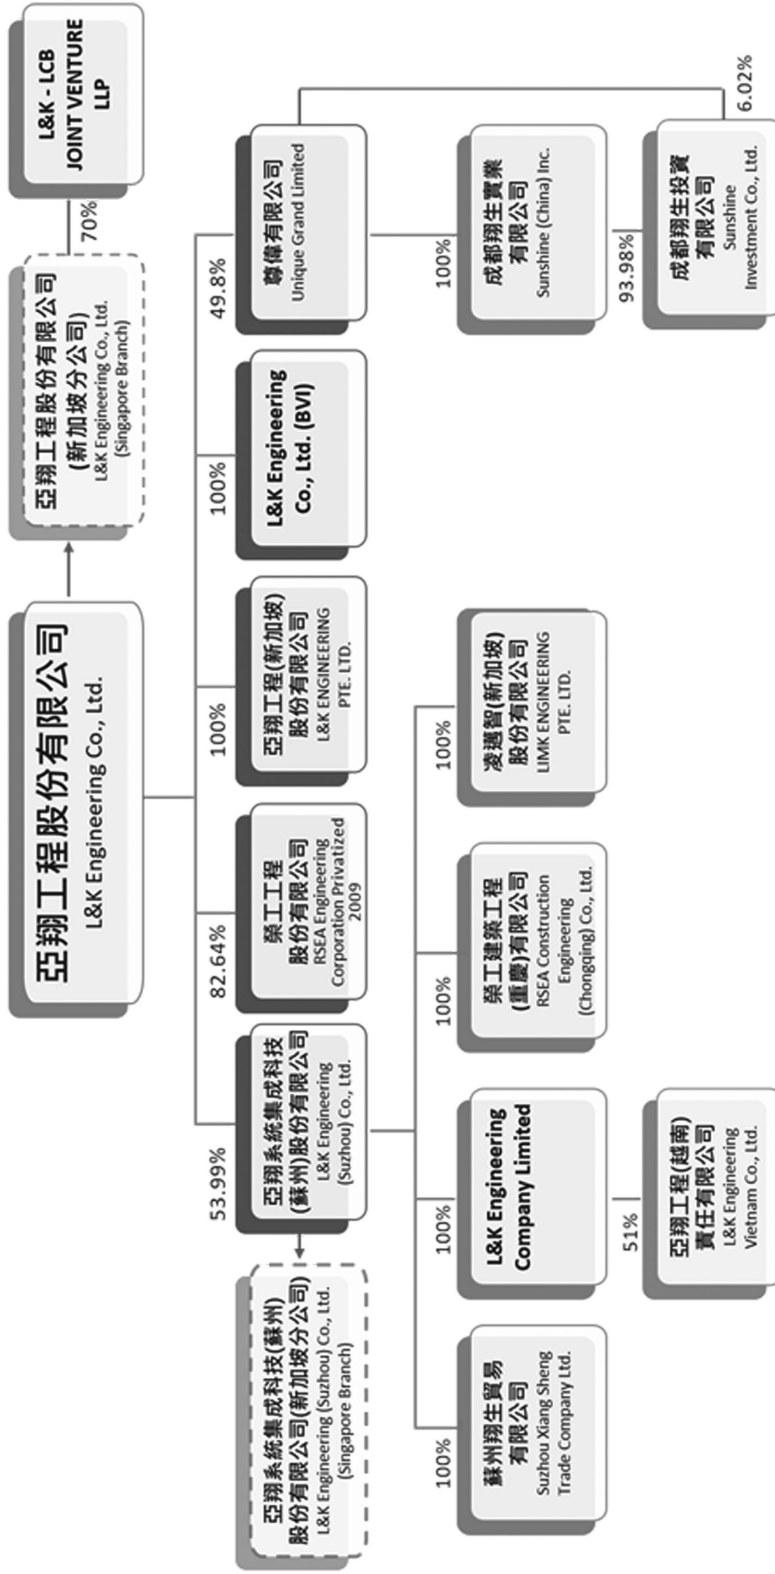 亞翔工程股份有限公司
L&K Engineering Co., Ltd.
亞翔工程股份有限公司
(新加坡分公司)
L&K Engineering Co., Ltd.
(Singapore Branch)
70%
L&K - LCB
JOINT VENTURE
LLP
53.99%
82.64%
100%
100%
49.8%
亞翔系統集成科技(蘇州)
股份有限公司(新加坡分公司)
L&K Engineering (Suzhou) Co., Ltd.
(Singapore Branch)
亞翔系統集成科技
(蘇州)股份有限公司
L&K Engineering
(Suzhou) Co., Ltd.
榮工工程
股份有限公司
RSEA Engineering
Corporation Privatized
2009
亞翔工程(新加坡)
股份有限公司
L&K ENGINEERING
PTE. LTD.
L&K Engineering
Co., Ltd. (BVI)
尊偉有限公司
Unique Grand Limited
100%
100%
100%
100%
100%
蘇州翔生貿易
有限公司
Suzhou Xiang Sheng
Trade Company Ltd.
L&K Engineering
Company Limited
榮工建築工程
(重慶)有限公司
RSEA Construction
Engineering
(Chongqing) Co., Ltd.
凌邁智(新加坡)
股份有限公司
LIMK ENGINEERING
PTE. LTD.
成都翔生實業
有限公司
Sunshine (China) Inc.
51%
93.98%
亞翔工程(越南)
責任有限公司
L&K Engineering
Vietnam Co., Ltd.
成都翔生投資
有限公司
Sunshine
Investment Co., Ltd.
6.02%